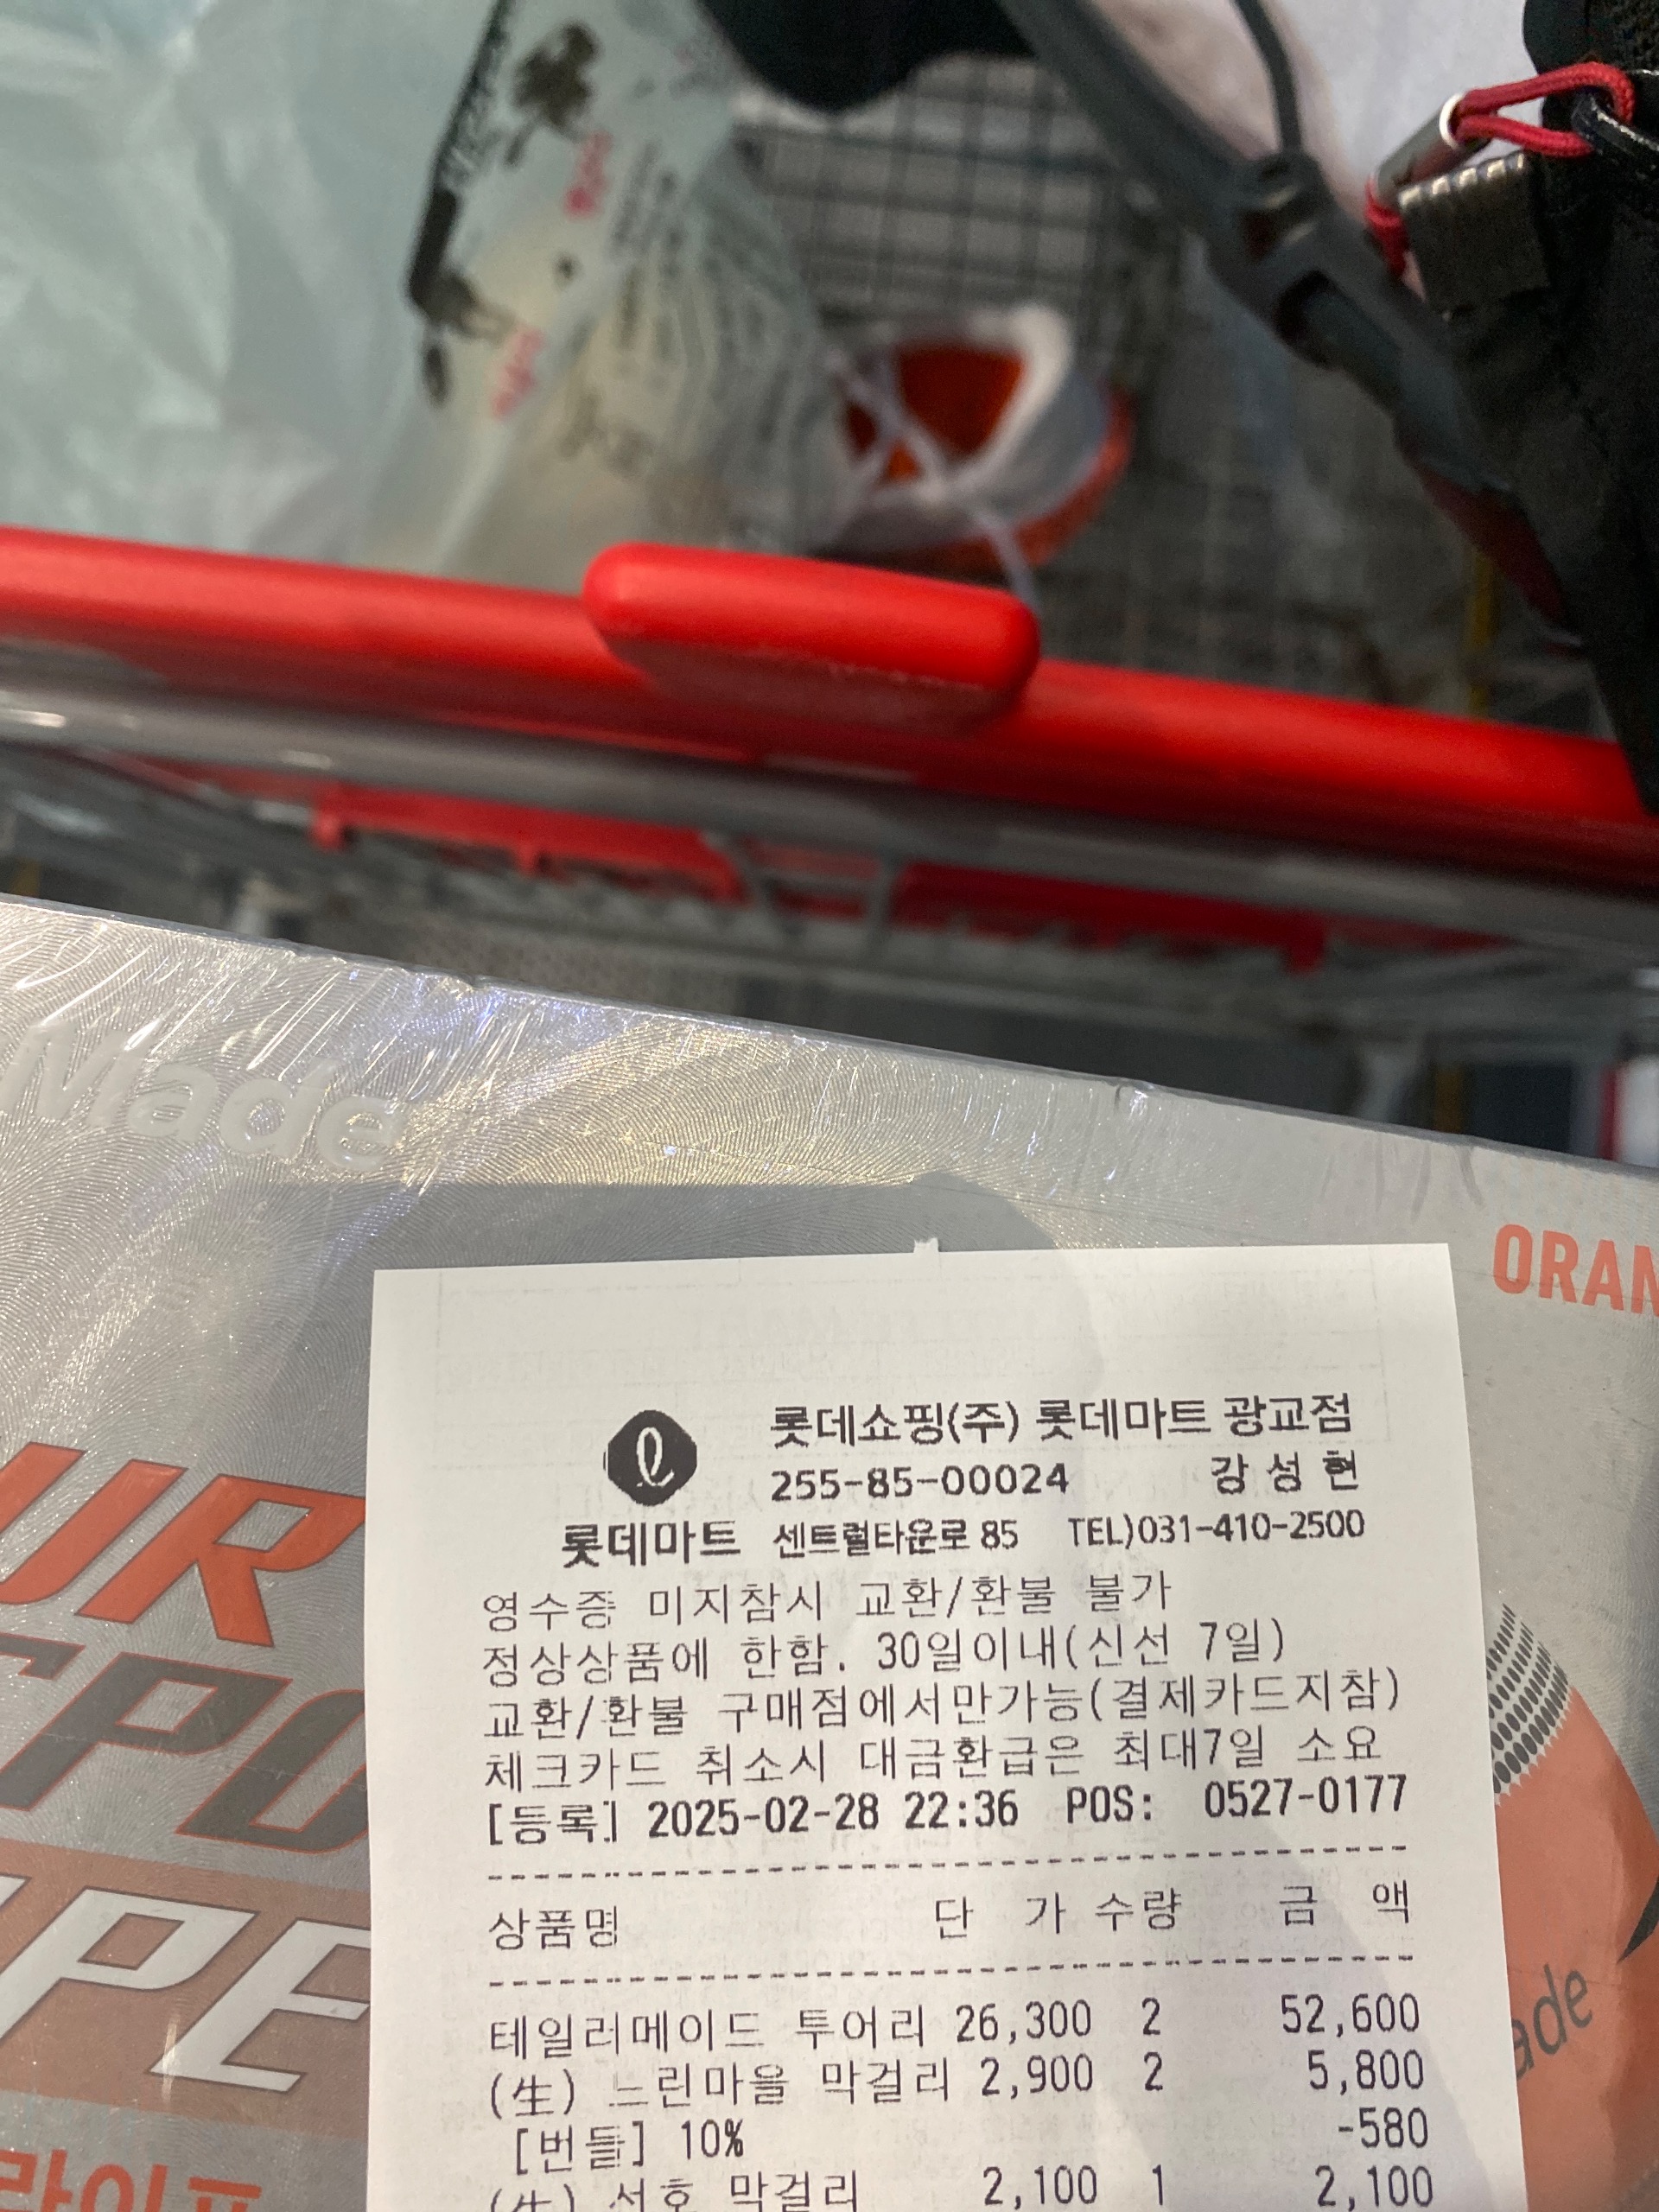 Made
ORAN
UR
IPE
롯데쇼핑(주) 롯데마트 광교점
255-85-00024 강성현
롯데마트 센트럴타운로 85 TEL)031-410-2500
영수증 미지참시 교환/환불 불가
정상상품에 한함. 30일이내(신선 7일)
교환/환불 구매점에서만가능(결제카드지참)
체크카드 취소시 대금환급은 최대7일 소요
[등록] 2025-02-28 22:36 POS: 0527-0177
상품명 단 가 수량 금 액
테일러메이드 투어리 26,300 2 52,600
(生) 느린마을 막걸리 2,900 2 5,800
[번들] 10% -580
(生) 선호 막걸리 2,100 1 2,100
ade
라이프